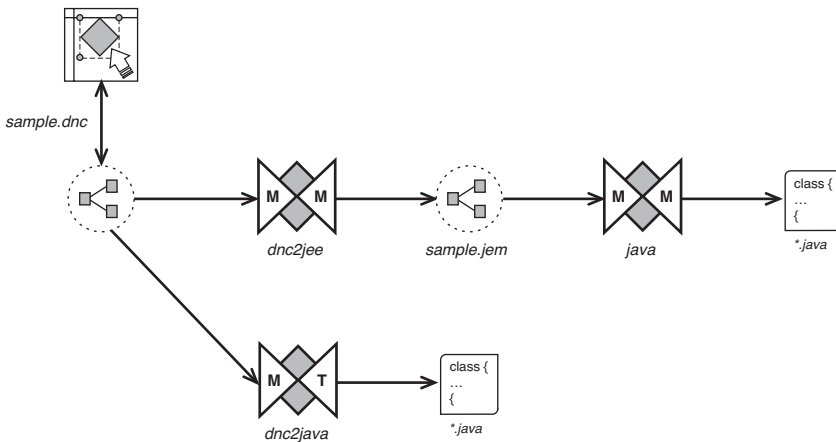 sample.dnc
M M
dnc2jee
sample.jem
M M
java
class {
...
{
*.java
M T
dnc2java
class {
...
{
*.java